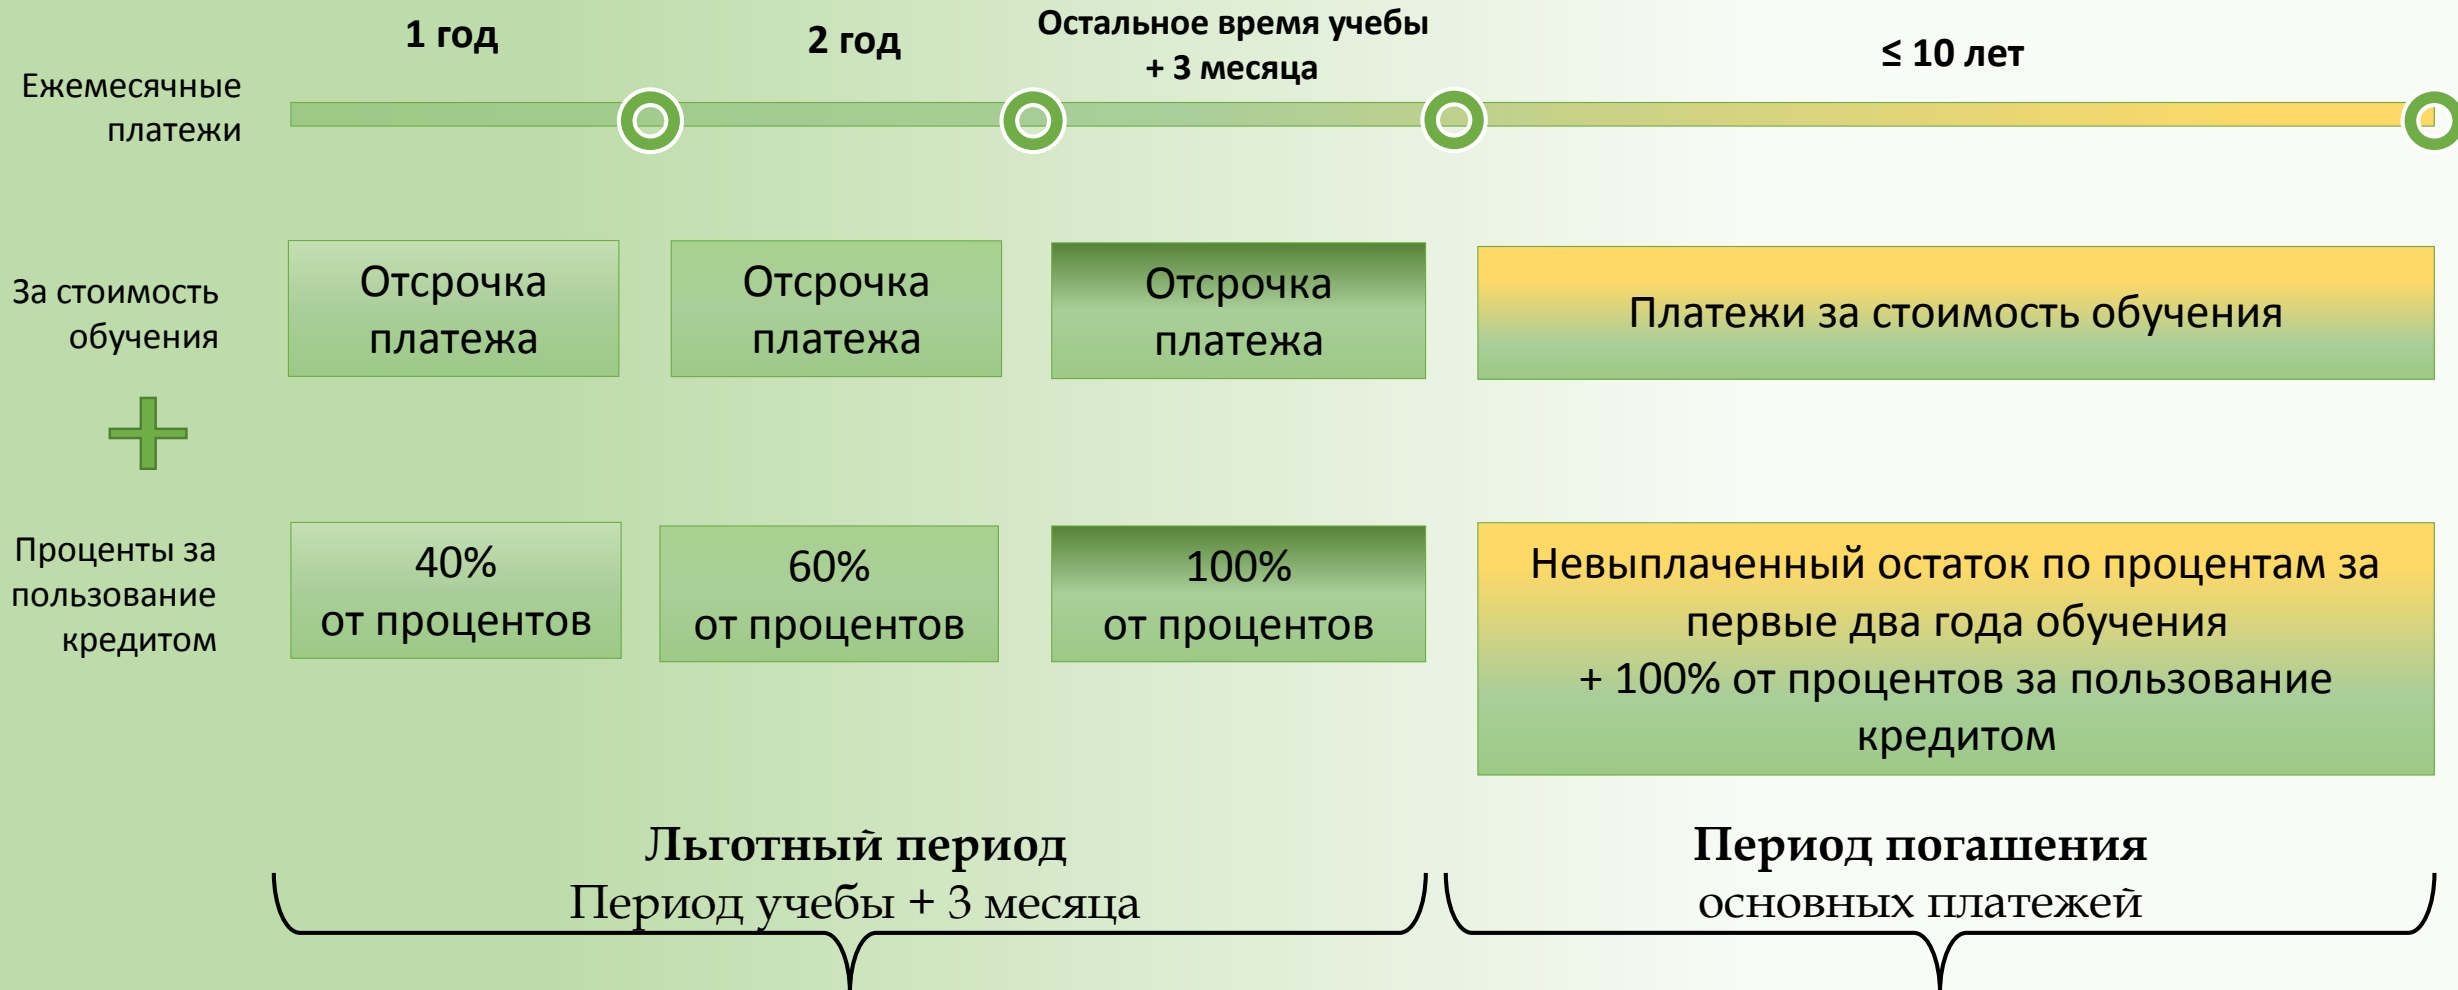 1 год
2 год
Остальное время учебы
+ 3 месяца
≤ 10 лет
Ежемесячные
платежи
За стоимость
обучения
Отсрочка
платежа
Отсрочка
платежа
Отсрочка
платежа
Платежи за стоимость обучения
Проценты за
пользование
кредитом
40%
от процентов
60%
от процентов
100%
от процентов
Невыплаченный остаток по процентам за
первые два года обучения
+ 100% от процентов за пользование
кредитом
Льготный период
Период учебы + 3 месяца
Период погашения
основных платежей